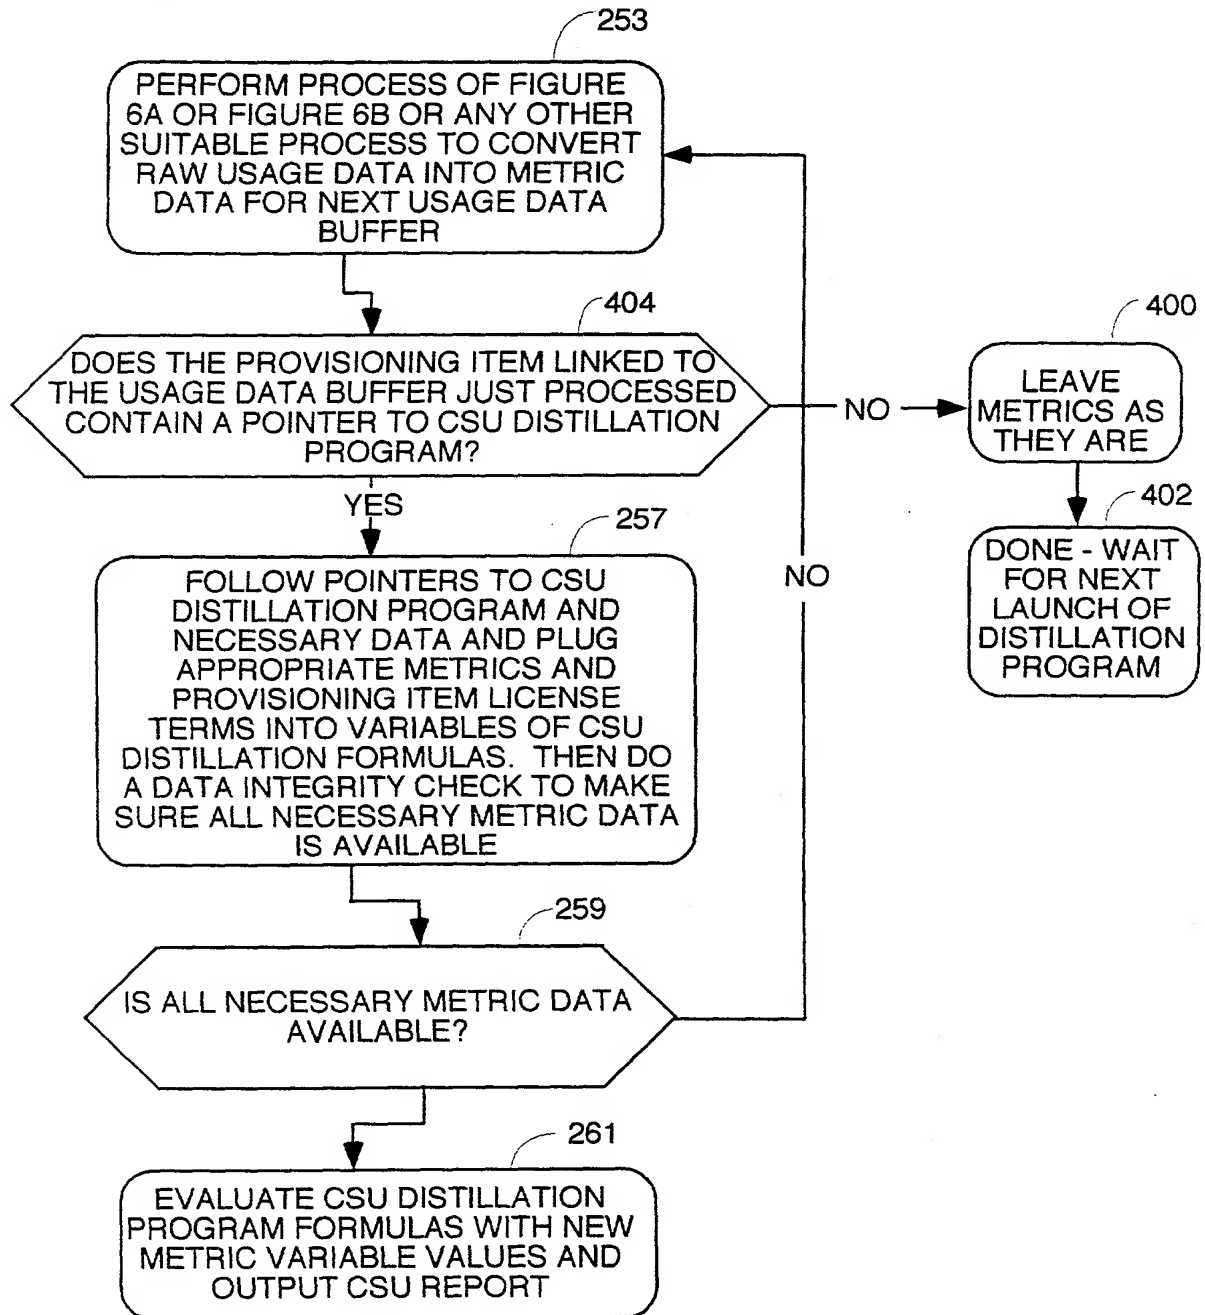 253
PERFORM PROCESS OF FIGURE
6A OR FIGURE 6B OR ANY OTHER
SUITABLE PROCESS TO CONVERT
RAW USAGE DATA INTO METRIC
DATA FOR NEXT USAGE DATA
BUFFER
404
DOES THE PROVISIONING ITEM LINKED TO
THE USAGE DATA BUFFER JUST PROCESSED
CONTAIN A POINTER TO CSU DISTILLATION
PROGRAM?
NO
400
LEAVE
METRICS AS
THEY ARE
402
DONE - WAIT
FOR NEXT
LAUNCH OF
DISTILLATION
PROGRAM
YES
257
FOLLOW POINTERS TO CSU
DISTILLATION PROGRAM AND
NECESSARY DATA AND PLUG
APPROPRIATE METRICS AND
PROVISIONING ITEM LICENSE
TERMS INTO VARIABLES OF CSU
DISTILLATION FORMULAS. THEN DO
A DATA INTEGRITY CHECK TO MAKE
SURE ALL NECESSARY METRIC DATA
IS AVAILABLE
NO
259
IS ALL NECESSARY METRIC DATA
AVAILABLE?
261
EVALUATE CSU DISTILLATION
PROGRAM FORMULAS WITH NEW
METRIC VARIABLE VALUES AND
OUTPUT CSU REPORT